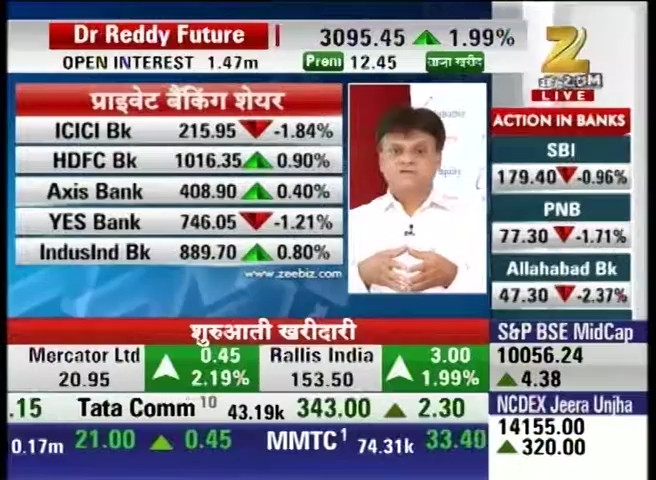 Dr Reddy Future 3095.45 1.99%
OPEN INTEREST 1.47m Prem 12.45 ताजा खरीद
LIVE
प्राइवेट बैंकिंग शेयर
ICICI Bk 215.95 -1.84%
HDFC Bk 1016.35 0.90%
Axis Bank 408.90 0.40%
YES Bank 746.05 -1.21%
IndusInd Bk 889.70 0.80%
www.zeebiz.com
ACTION IN BANKS
SBI
179.40 -0.96%
PNB
77.30 -1.71%
Allahabad Bk
47.30 -2.37%
शुरुआती खरीदारी
Mercator Ltd 0.45 Rallis India 3.00
20.95 2.19% 153.50 1.99%
S&P BSE MidCap
10056.24
4.38
.15 Tata Comm 10 43.19k 343.00 2.30
NCDEX Jeera Unjha
14155.00
320.00
0.17m 21.00 0.45 MMTC 1 74.31k 33.40